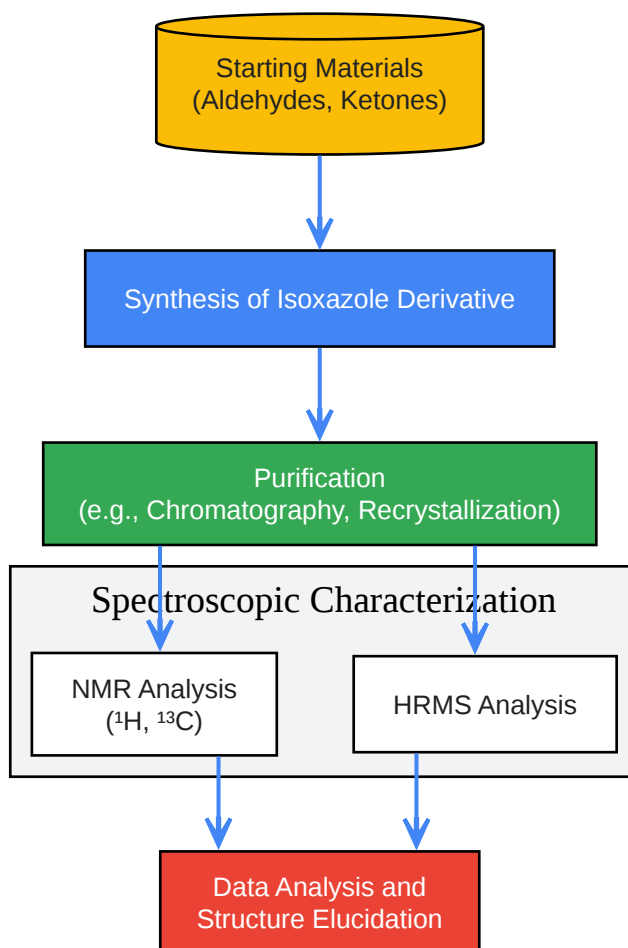 Starting Materials
(Aldehydes, Ketones)
Synthesis of Isoxazole Derivative
Purification
(e.g., Chromatography, Recrystallization)
Spectroscopic Characterization
NMR Analysis
(¹H, ¹³C)
HRMS Analysis
Data Analysis and
Structure Elucidation